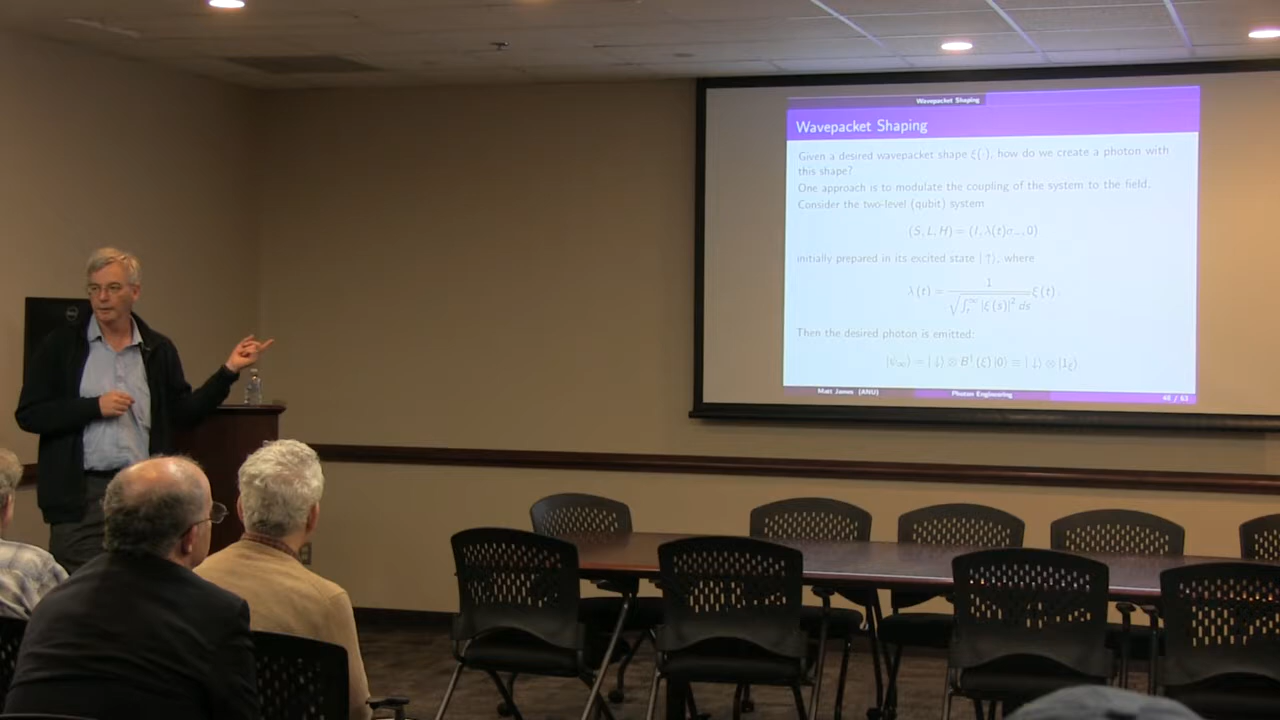 Wavepacket Shaping
Wavepacket Shaping
Given a desired wavepacket shape ξ(·), how do we create a photon with
this shape?
One approach is to modulate the coupling of the system to the field.
Consider the two-level (qubit) system
(S, L, H) = (I, λ(t)σ₋, 0)
initially prepared in its excited state | ↑⟩, where
λ(t) = 1 / √(∫ₜ^∞ |ξ(s)|² ds) ξ(t).
Then the desired photon is emitted:
|ψ∞⟩ = | ↓⟩ ⊗ B†(ξ) |0⟩ ≡ | ↓⟩ ⊗ |1ξ⟩
Matt James (ANU) Photon Engineering 48 / 63